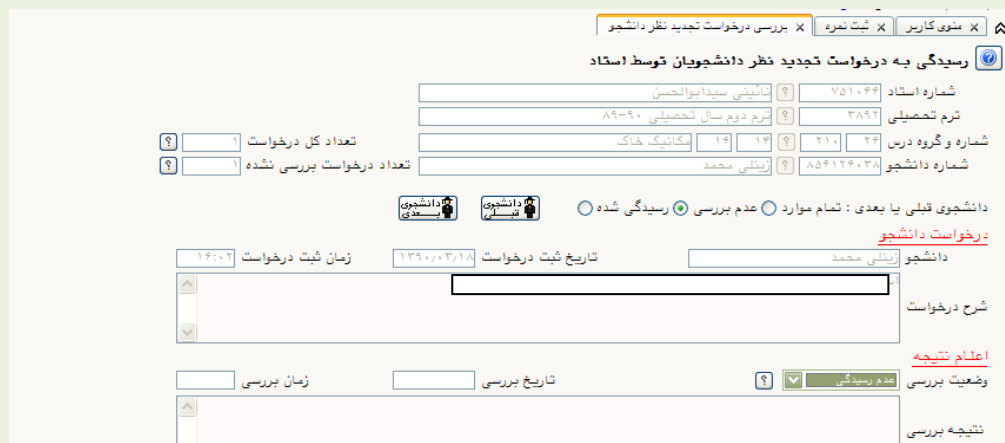 منوی کاربر x ثبت نمره x بررسی درخواست تجدید نظر دانشجو x
رسیدگی به درخواست تجدید نظر دانشجویان توسط استاد
شماره استاد ۷۵۱۰۶۶ ? نائینی سیدابوالحسن
ترم تحصیلی ۳۸۹۲ ? ترم دوم سال تحصیلی ۹۰-۸۹
شماره و گروه درس ۲۶ ۲۱۰ ? ۱۴ ۱۶ مکانیک خاک تعداد کل درخواست ۱ ?
شماره دانشجو ۸۵۶۱۲۶۰۳۸ ? زینلی محمد تعداد درخواست بررسی نشده ۱ ?
دانشجوی قبلی یا بعدی : تمام موارد عدم بررسی رسیدگی شده دانشجوی قبلی دانشجوی بعدی
درخواست دانشجو
دانشجو زینلی محمد تاریخ ثبت درخواست ۱۳۹۰/۰۳/۱۸ زمان ثبت درخواست ۱۶:۰۲
شرح درخواست
اعلام نتیجه
وضعیت بررسی عدم رسیدگی ? تاریخ بررسی زمان بررسی
نتیجه بررسی